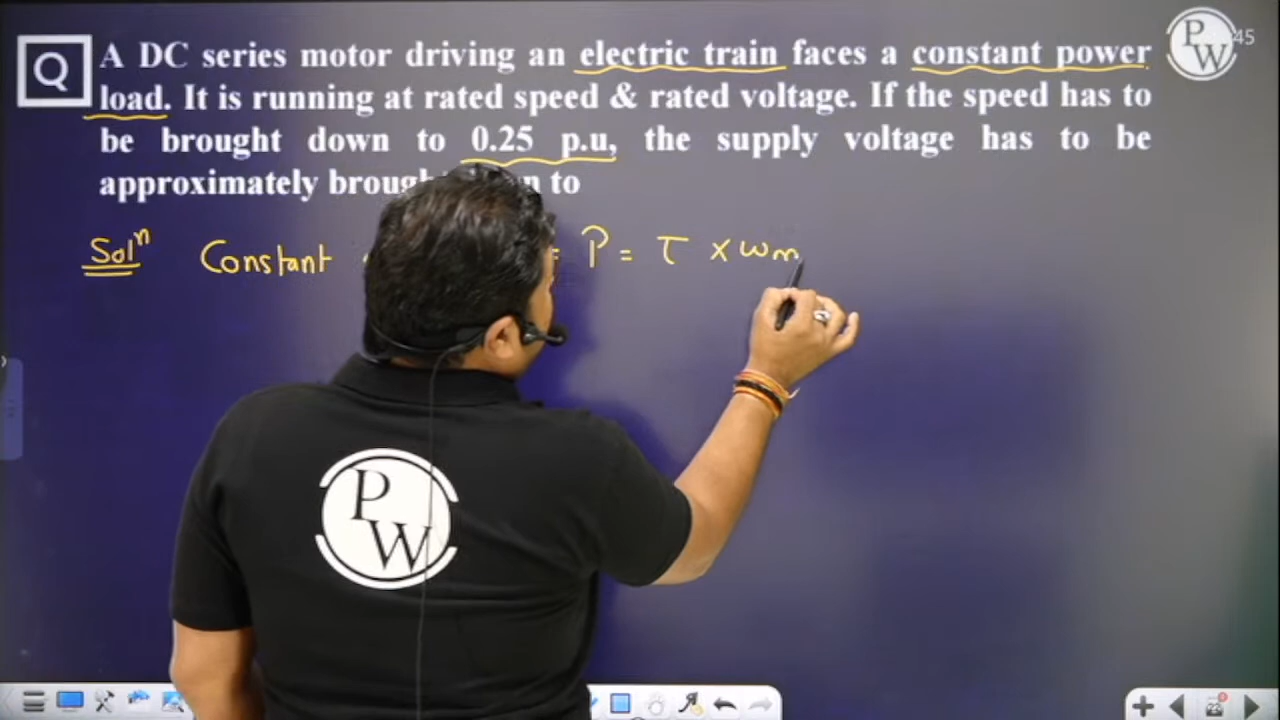 Q
A DC series motor driving an electric train faces a constant power
load. It is running at rated speed & rated voltage. If the speed has to
be brought down to 0.25 p.u, the supply voltage has to be
approximately to
Solⁿ Constant = P = τ × ωm
PW
45
PW